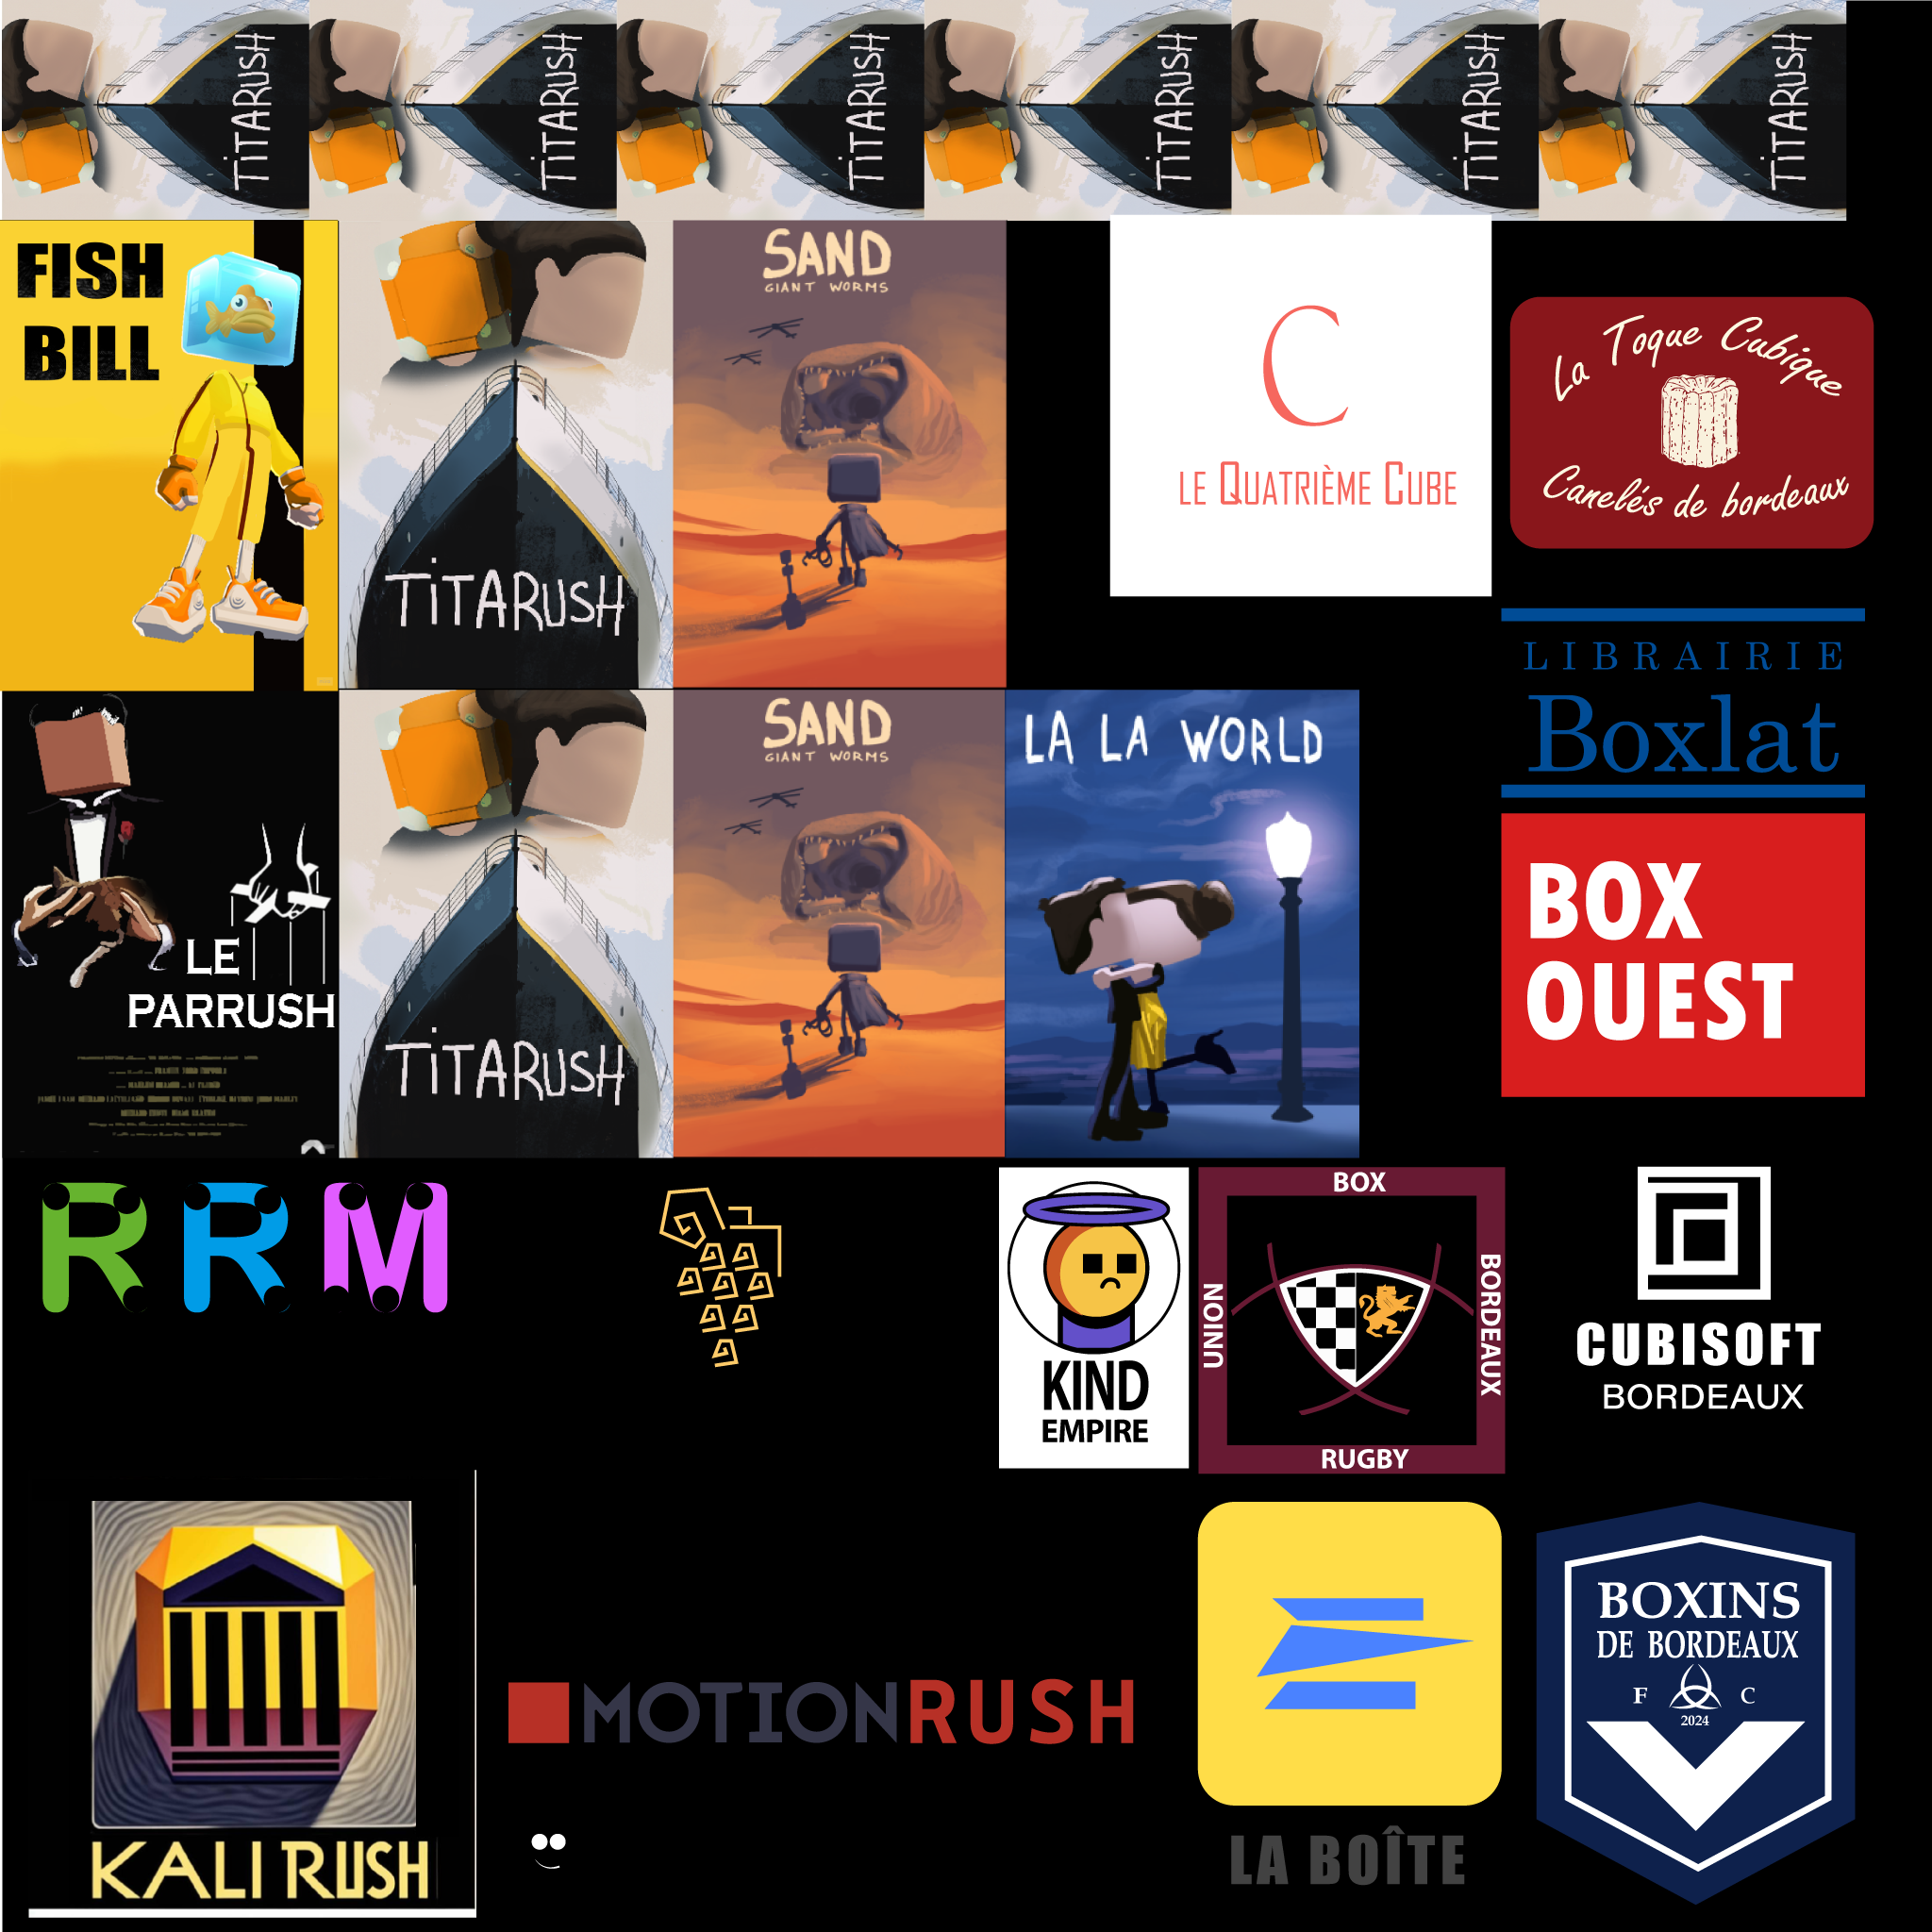 TiTARUSH
TiTARUSH
TiTARUSH
TiTARUSH
TiTARUSH
TiTARUSH
FISH
BILL
TiTARUSH
SAND
GIANT WORMS
C
LE QUATRIÈME CUBE
La Toque Cubique
Canelés de bordeaux
LIBRAIRIE
Boxlat
LE
PARRUSH
TiTARUSH
SAND
GIANT WORMS
LA LA WORLD
BOX
OUEST
RRM
KIND
EMPIRE
BOX
BORDEAUX
RUGBY
UNION
CUBISOFT
BORDEAUX
KALI RUSH
MOTIONRUSH
LA BOÎTE
BOXINS
DE BORDEAUX
F C
2024